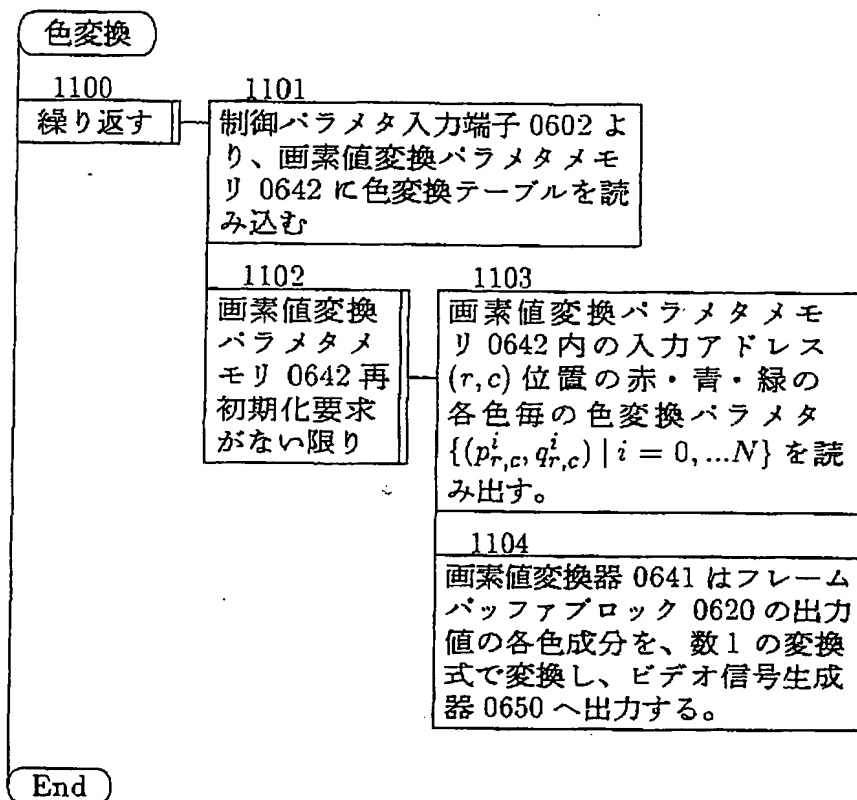 色変換
1100
繰り返す
1101
制御パラメタ入力端子 0602 よ
り、画素値変換パラメタメモ
リ 0642 に色変換テーブルを読
み込む
1102
画素値変換
パラメタメ
モリ 0642 再
初期化要求
がない限り
1103
画素値変換パラメタメモ
リ 0642 内の入力アドレス
(r, c) 位置の赤・青・緑の
各色毎の色変換パラメタ
{(p^i_{r,c}, q^i_{r,c}) | i = 0, ...N} を読
み出す。
1104
画素値変換器 0641 はフレーム
バッファブロック 0620 の出力
値の各色成分を、数1の変換
式で変換し、ビデオ信号生成
器 0650 へ出力する。
End